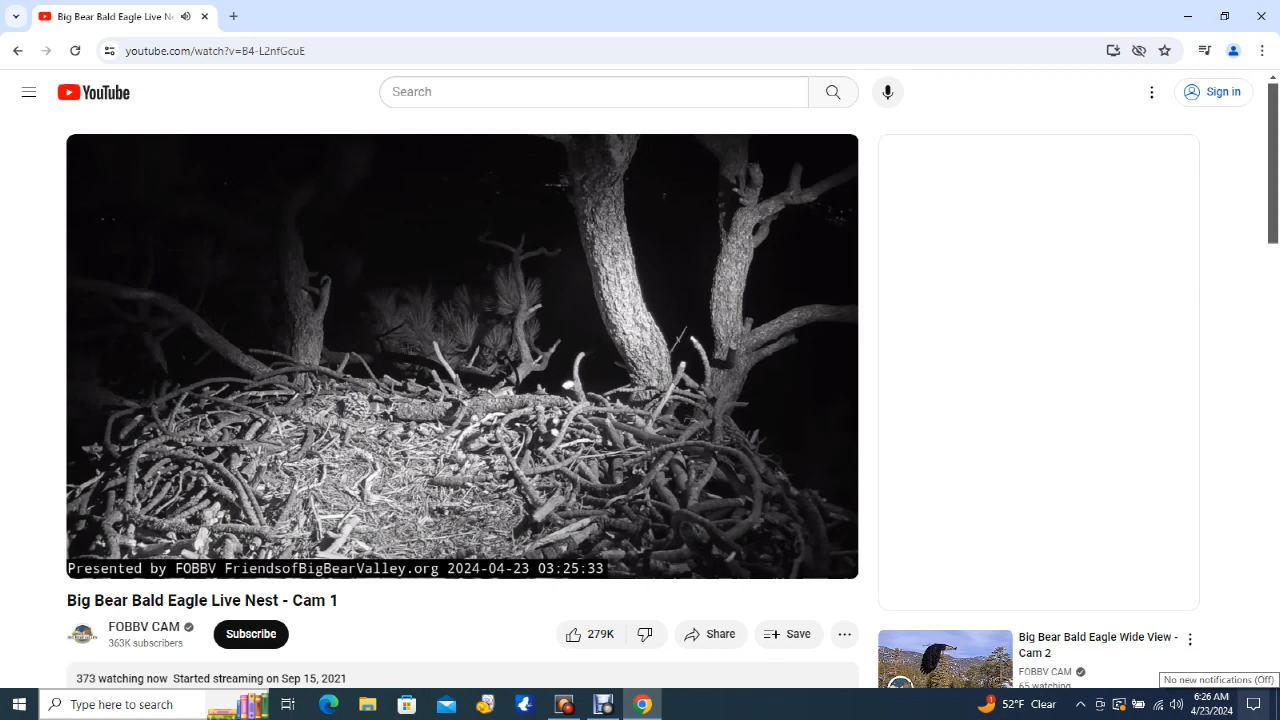 Big Bear Bald Eagle Live Ne
youtube.com/watch?v=B4-L2nfGcuE
YouTube
Search
Sign in
Presented by FOBBV FriendsofBigBearValley.org 2024-04-23 03:25:33
Big Bear Bald Eagle Live Nest - Cam 1
FOBBV CAM
363K subscribers
Subscribe
279K
Share
Save
373 watching now Started streaming on Sep 15, 2021
Big Bear Bald Eagle Wide View -
Cam 2
FOBBV CAM
65 watching
No new notifications (Off)
Type here to search
52°F Clear
6:26 AM
4/23/2024